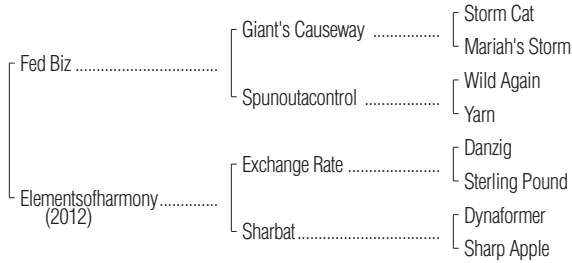 Storm Cat
Giant's Causeway ..................
Mariah's Storm
Fed Biz ................................
Wild Again
Spunoutacontrol .................
Yarn
Danzig
Exchange Rate .....................
Sterling Pound
Elementsofharmony.............
(2012)
Dynaformer
Sharbat................................
Sharp Apple